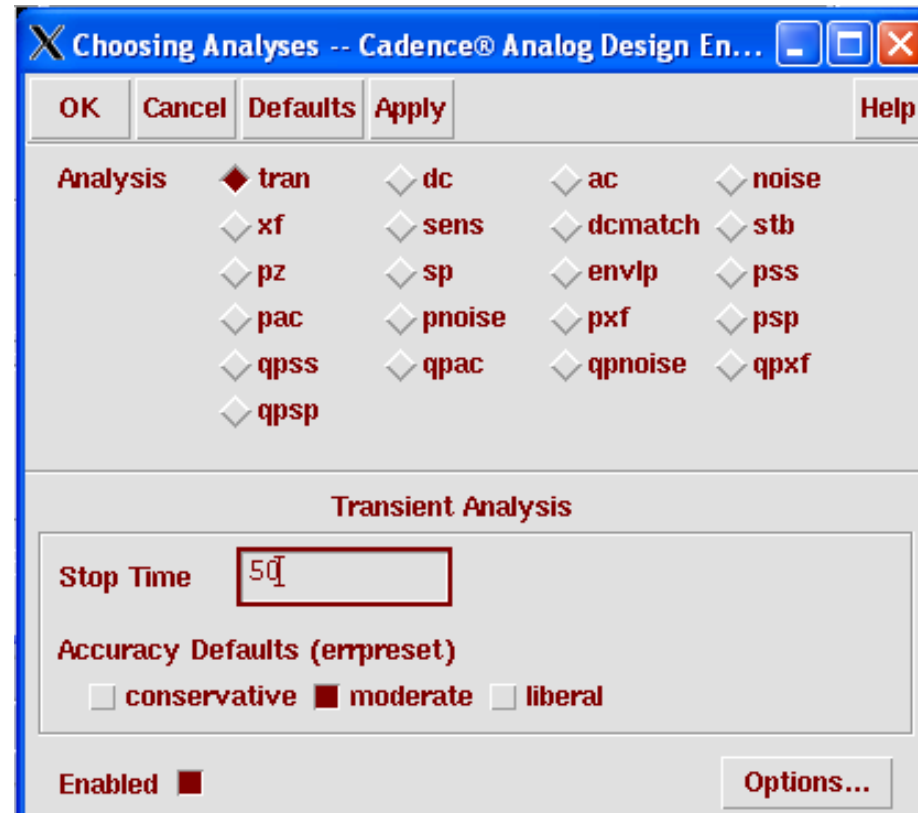 X Choosing Analyses -- Cadence® Analog Design En...
OK Cancel Defaults Apply Help
Analysis tran dc ac noise
xf sens dcmatch stb
pz sp envlp pss
pac pnoise pxf psp
qpss qpac qpnoise qpxf
qpsp
Transient Analysis
Stop Time 50
Accuracy Defaults (errpreset)
conservative moderate liberal
Enabled Options...